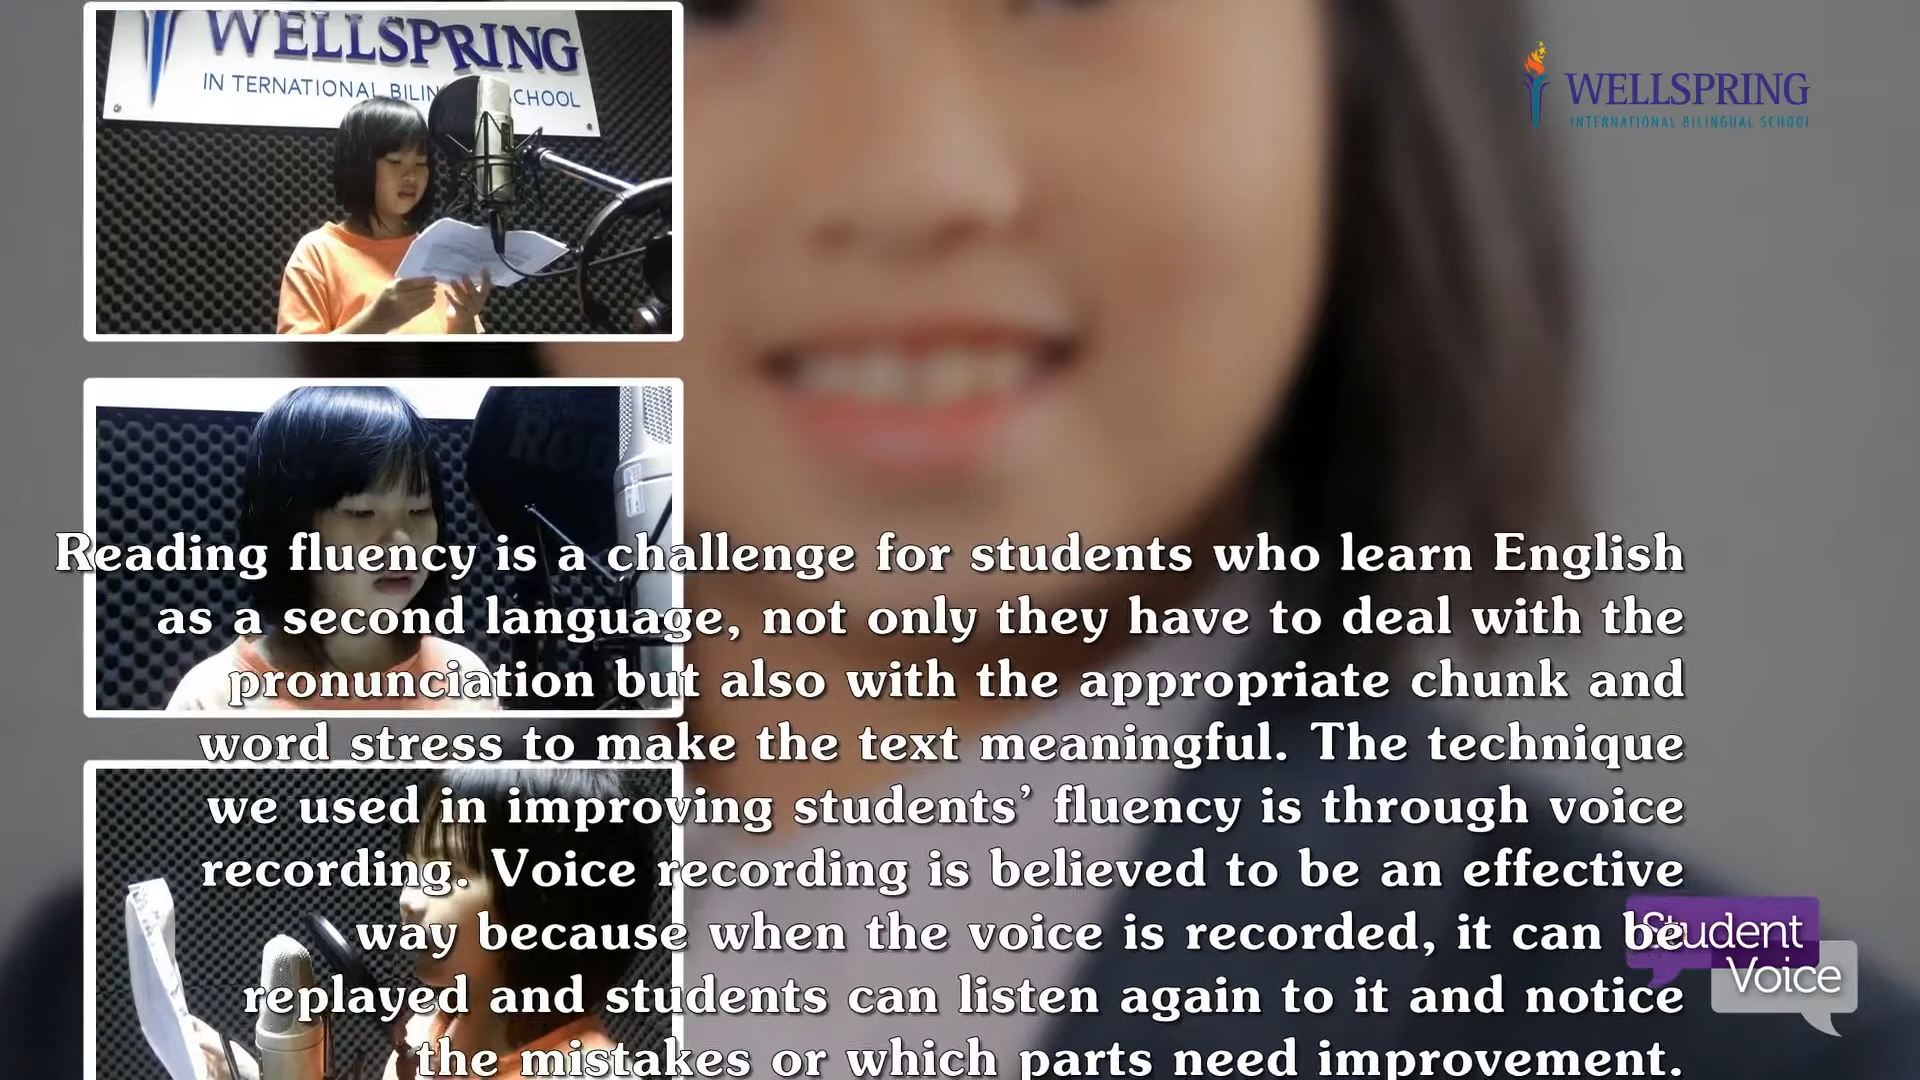 WELLSPRING
IN TERNATIONAL BILIN SCHOOL
WELLSPRING
INTERNATIONAL BILINGUAL SCHOOL
RØD
Reading fluency is a challenge for students who learn English
as a second language, not only they have to deal with the
pronunciation but also with the appropriate chunk and
word stress to make the text meaningful. The technique
we used in improving students’ fluency is through voice
recording. Voice recording is believed to be an effective
way because when the voice is recorded, it can be
replayed and students can listen again to it and notice
the mistakes or which parts need improvement.
Student
Voice